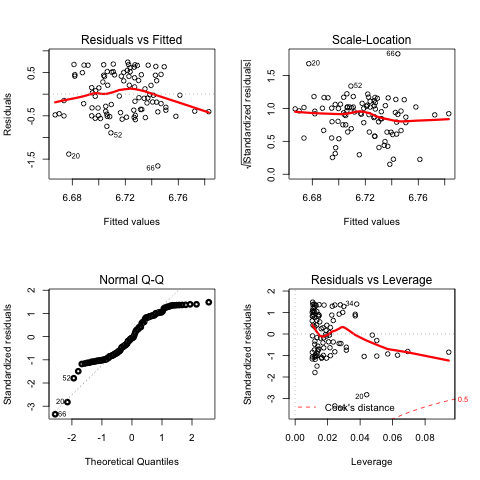 Residuals vs Fitted
Residuals
0.5
-0.5
-1.5
20
52
66
6.68 6.72 6.76
Fitted values
Scale-Location
√|Standardized residuals|
0.0 0.5 1.0 1.5
20
66
52
6.68 6.72 6.76
Fitted values
Normal Q-Q
Standardized residuals
-3 -2 -1 0 1 2
52
20
66
-2 -1 0 1 2
Theoretical Quantiles
Residuals vs Leverage
Standardized residuals
-3 -2 -1 0 1 2
34
20
66
Cook's distance
0.5
0.00 0.02 0.04 0.06 0.08
Leverage